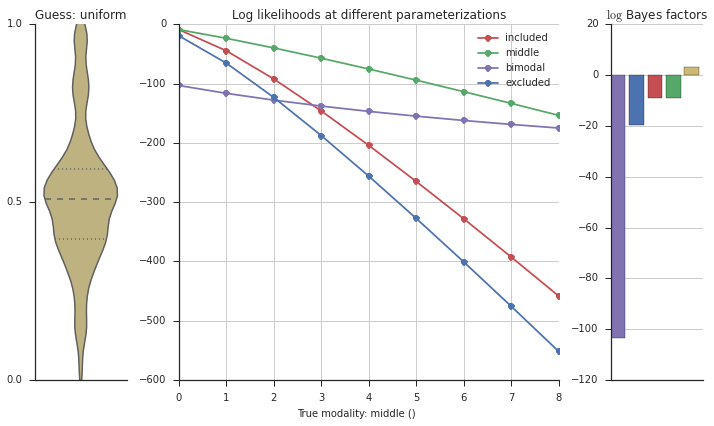 Guess: uniform
1.0
0.5
0.0
Log likelihoods at different parameterizations
0
−100
−200
−300
−400
−500
−600
included
middle
bimodal
excluded
0 1 2 3 4 5 6 7 8
True modality: middle ()
log Bayes factors
20
0
−20
−40
−60
−80
−100
−120